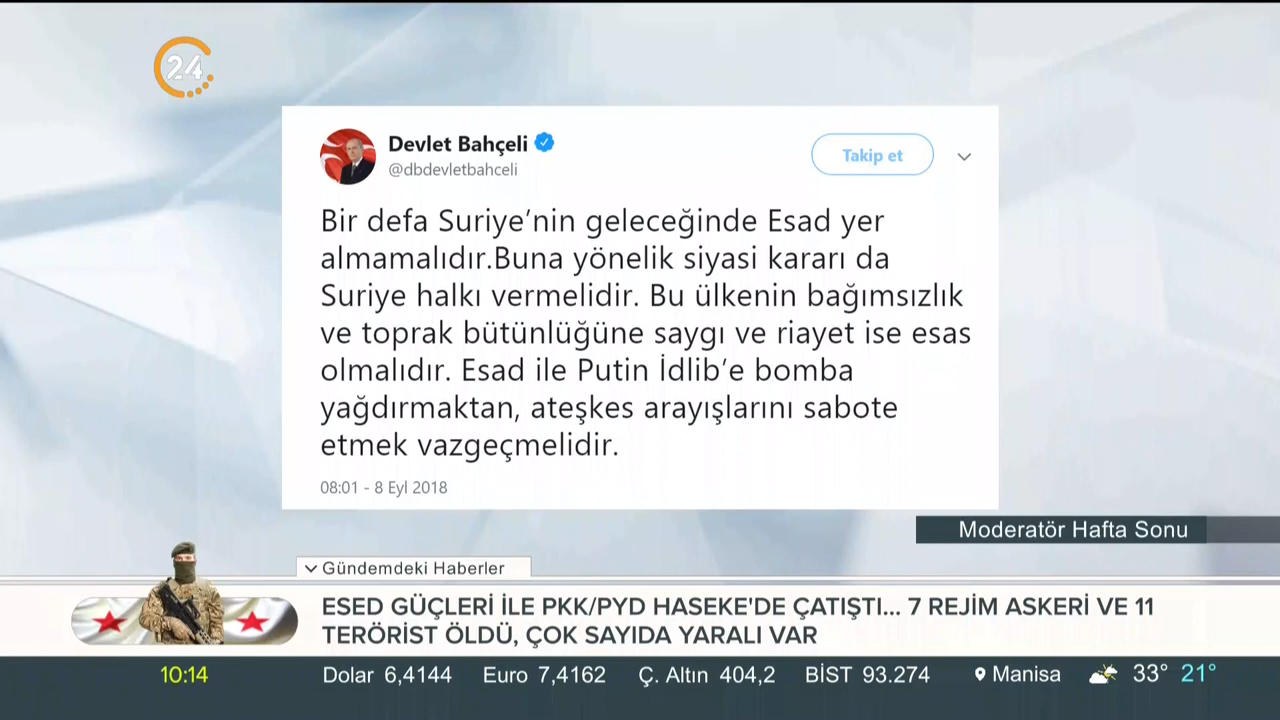 24
Devlet Bahçeli
@dbdevletbahceli
Takip et
Bir defa Suriye’nin geleceğinde Esad yer
almamalıdır.Buna yönelik siyasi kararı da
Suriye halkı vermelidir. Bu ülkenin bağımsızlık
ve toprak bütünlüğüne saygı ve riayet ise esas
olmalıdır. Esad ile Putin İdlib’e bomba
yağdırmaktan, ateşkes arayışlarını sabote
etmek vazgeçmelidir.
08:01 - 8 Eyl 2018
Moderatör Hafta Sonu
Gündemdeki Haberler
ESED GÜÇLERİ İLE PKK/PYD HASEKE'DE ÇATIŞTI... 7 REJİM ASKERİ VE 11
TERÖRİST ÖLDÜ, ÇOK SAYIDA YARALI VAR
10:14 Dolar 6,4144 Euro 7,4162 Ç. Altın 404,2 BİST 93.274 Manisa 33° 21°